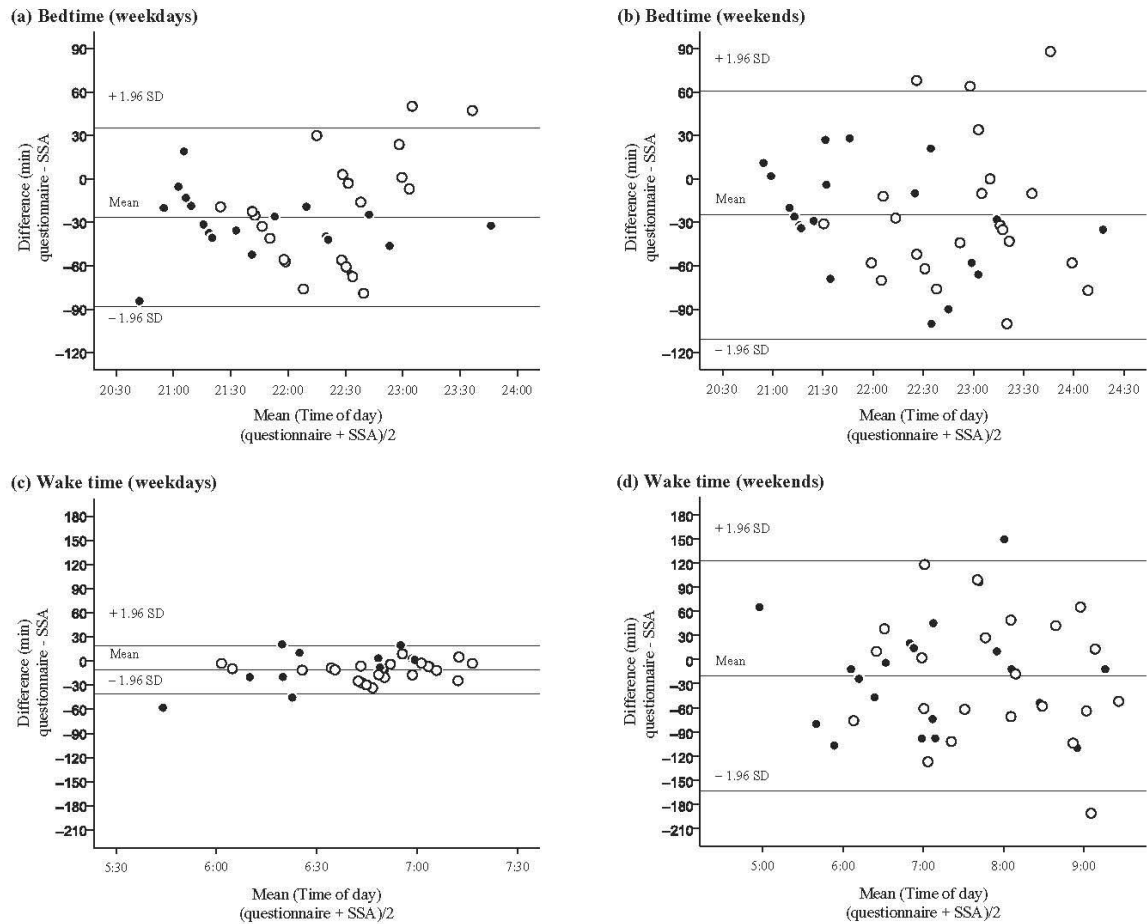 (a) Bedtime (weekdays)
90
60
30
0
–30
–60
–90
–120
Difference (min)
questionnaire - SSA
+ 1.96 SD
Mean
– 1.96 SD
20:30 21:00 21:30 22:00 22:30 23:00 23:30 24:00
Mean (Time of day)
(questionnaire + SSA)/2
(b) Bedtime (weekends)
90
60
30
0
–30
–60
–90
–120
Difference (min)
questionnaire - SSA
+ 1.96 SD
Mean
– 1.96 SD
20:30 21:00 21:30 22:00 22:30 23:00 23:30 24:00 24:30
Mean (Time of day)
(questionnaire + SSA)/2
(c) Wake time (weekdays)
180
150
120
90
60
30
0
–30
–60
–90
–120
–150
–180
–210
Difference (min)
questionnaire - SSA
+ 1.96 SD
Mean
– 1.96 SD
5:30 6:00 6:30 7:00 7:30
Mean (Time of day)
(questionnaire + SSA)/2
(d) Wake time (weekends)
180
150
120
90
60
30
0
–30
–60
–90
–120
–150
–180
–210
Difference (min)
questionnaire - SSA
+ 1.96 SD
Mean
– 1.96 SD
5:00 6:00 7:00 8:00 9:00
Mean (Time of day)
(questionnaire + SSA)/2